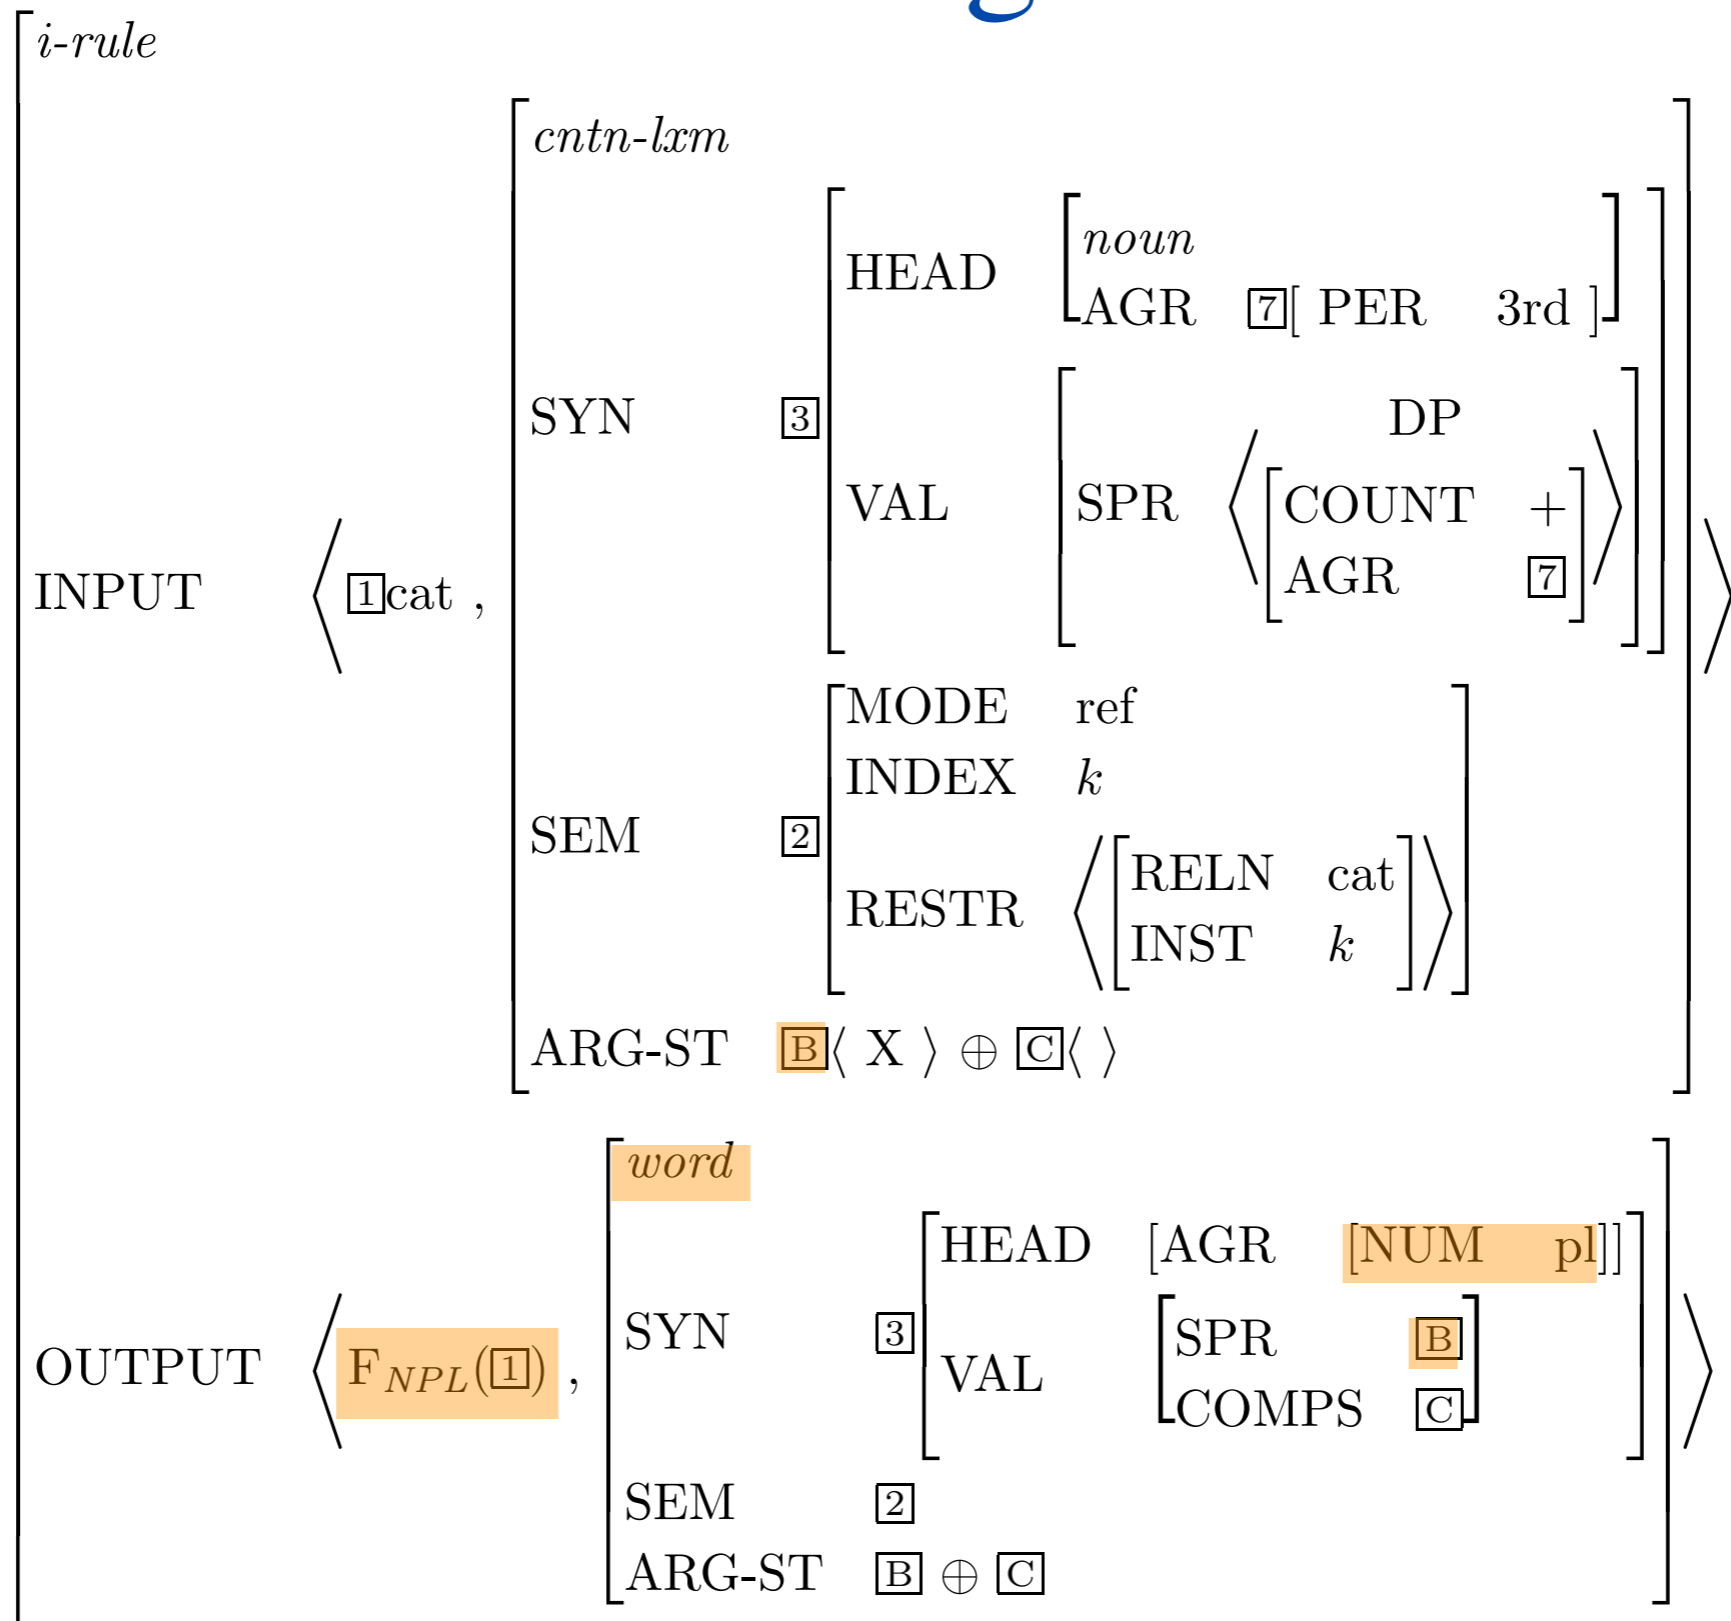 i-rule
cntn-lxm
HEAD [noun
AGR 7[ PER 3rd ]]
SYN 3
VAL [SPR ⟨DP
[COUNT +
AGR 7]⟩]
INPUT ⟨1cat ,
MODE ref
INDEX k
SEM 2
RESTR ⟨[RELN cat
INST k]⟩
ARG-ST B⟨ X ⟩ ⊕ C⟨ ⟩
word
HEAD [AGR [NUM pl]]
SYN 3
VAL [SPR B
COMPS C]
OUTPUT ⟨F_NPL(1) ,
SEM 2
ARG-ST B ⊕ C